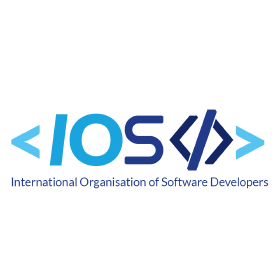 <IOS</>>
International Organisation of Software Developers